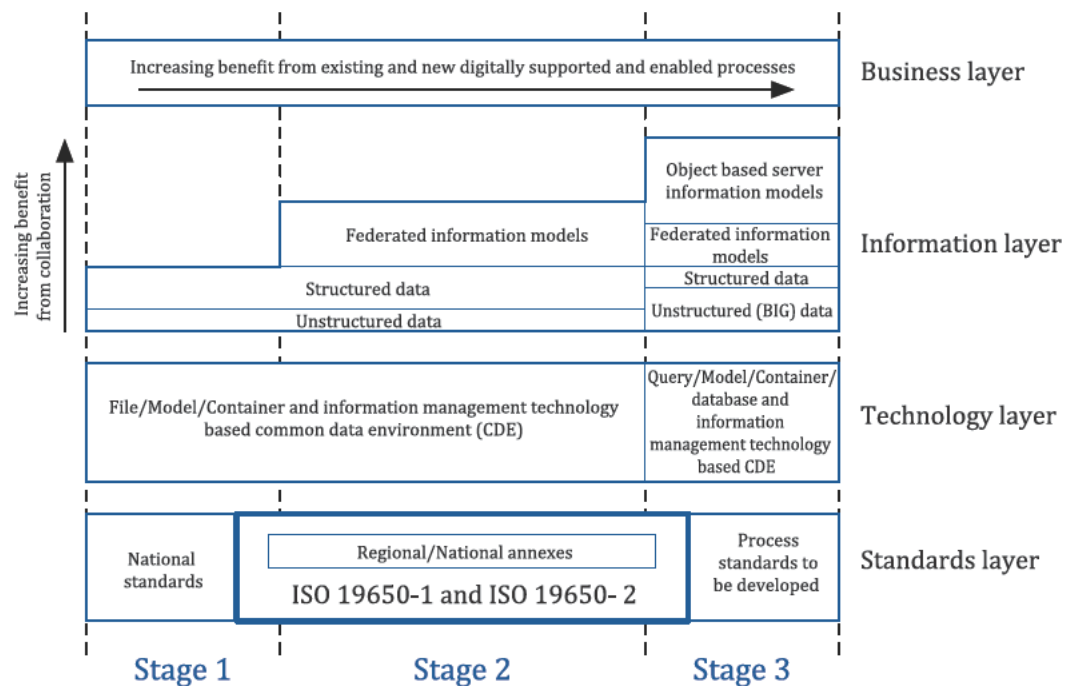 Increasing benefit from existing and new digitally supported and enabled processes
Business layer
Increasing benefit
from collaboration
Object based server
information models
Federated information models
Federated information
models
Information layer
Structured data
Structured data
Unstructured data
Unstructured (BIG) data
File/Model/Container and information management technology
based common data environment (CDE)
Query/Model/Container/
database and
information
management technology
based CDE
Technology layer
National
standards
Regional/National annexes
ISO 19650-1 and ISO 19650- 2
Process
standards to
be developed
Standards layer
Stage 1
Stage 2
Stage 3